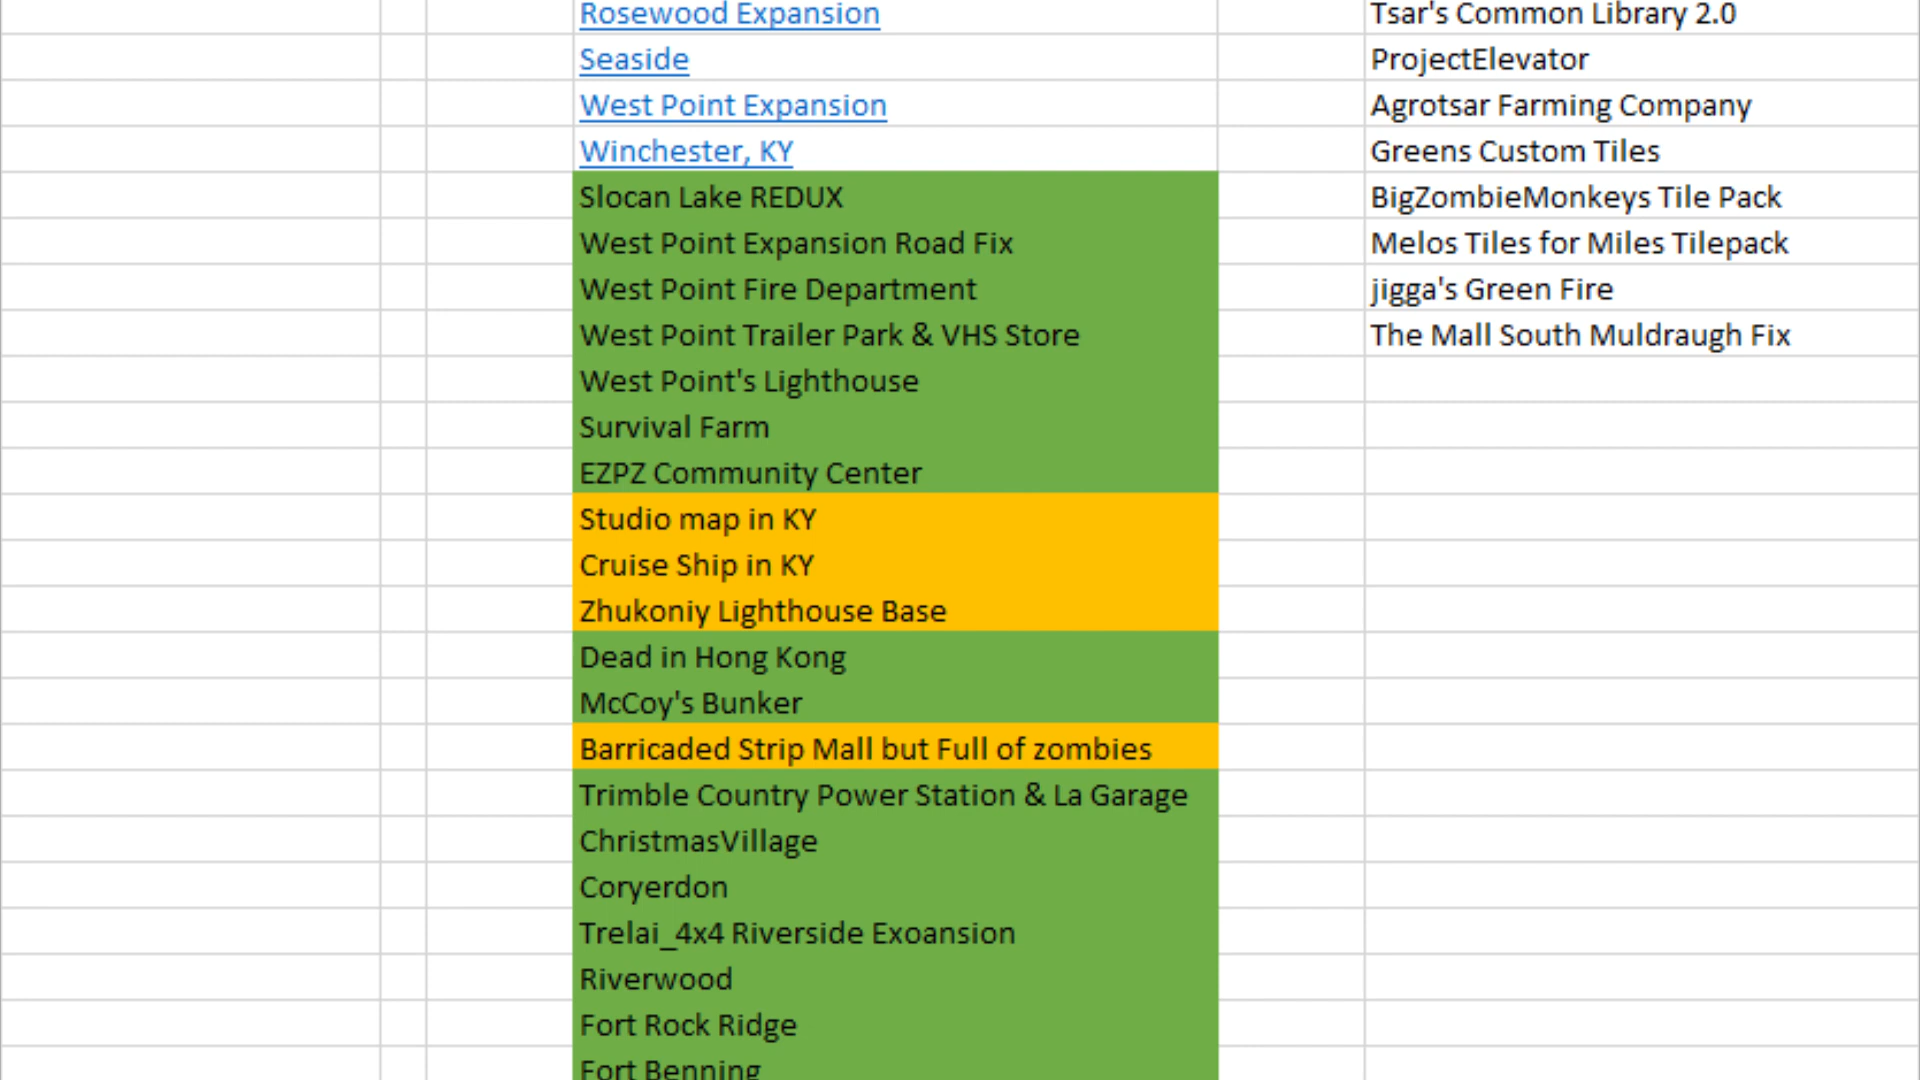 Rosewood Expansion Tsar's Common Library 2.0
Seaside ProjectElevator
West Point Expansion Agrotsar Farming Company
Winchester, KY Greens Custom Tiles
Slocan Lake REDUX BigZombieMonkeys Tile Pack
West Point Expansion Road Fix Melos Tiles for Miles Tilepack
West Point Fire Department jigga's Green Fire
West Point Trailer Park & VHS Store The Mall South Muldraugh Fix
West Point's Lighthouse
Survival Farm
EZPZ Community Center
Studio map in KY
Cruise Ship in KY
Zhukoniy Lighthouse Base
Dead in Hong Kong
McCoy's Bunker
Barricaded Strip Mall but Full of zombies
Trimble Country Power Station & La Garage
ChristmasVillage
Coryerdon
Trelai_4x4 Riverside Exoansion
Riverwood
Fort Rock Ridge
Fort Benning